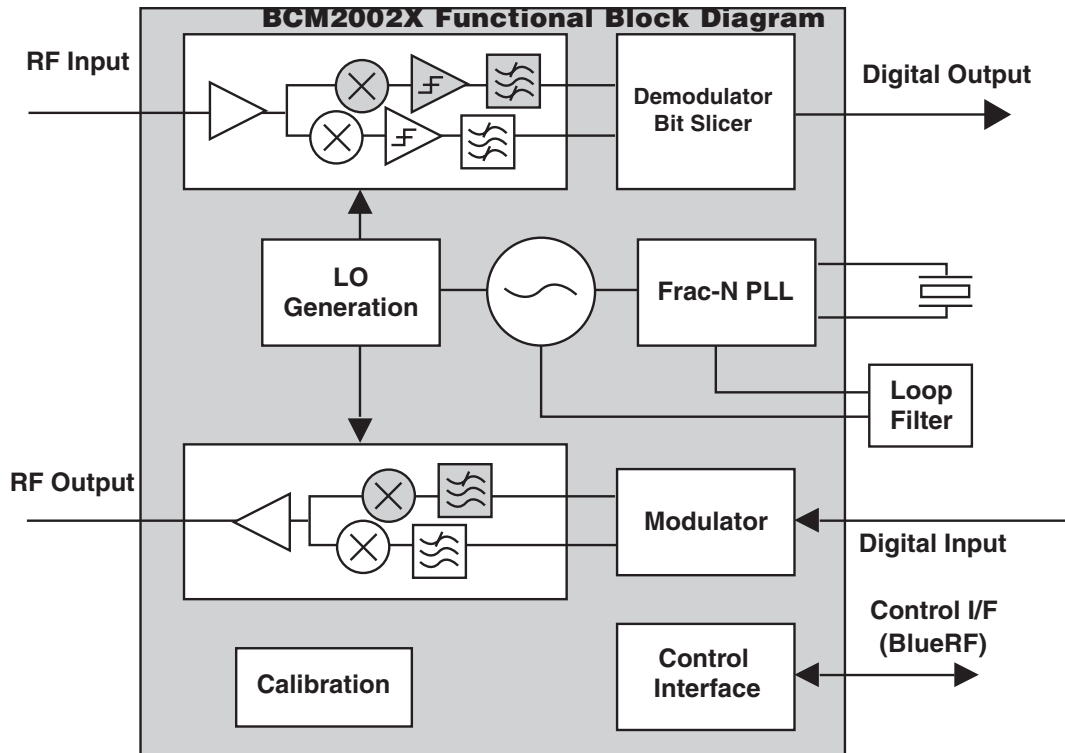 BCM2002X Functional Block Diagram
RF Input
Digital Output
Demodulator
Bit Slicer
LO
Generation
Frac-N PLL
Loop
Filter
RF Output
Modulator
Digital Input
Control I/F
(BlueRF)
Control
Interface
Calibration